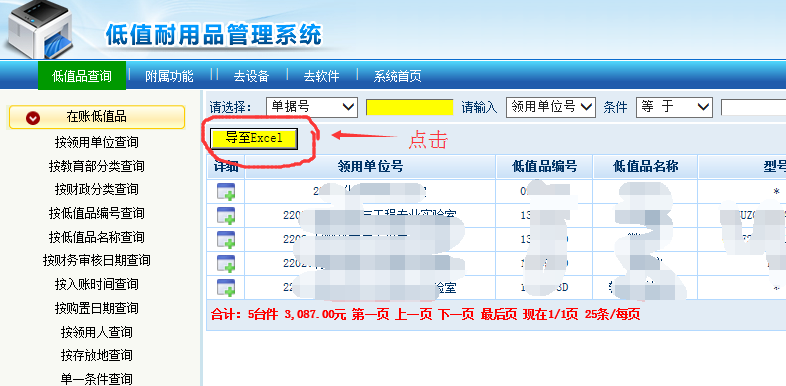 低值耐用品管理系统
低值品查询 附属功能 去设备 去软件 系统首页
在账低值品
按领用单位查询
按教育部分类查询
按财政分类查询
按低值品编号查询
按低值品名称查询
按财务审核日期查询
按入账时间查询
按购置日期查询
按领用人查询
按存放地查询
单一条件查询
请选择: 单据号 请输入 领用单位号 条件 等 于
导至Excel 点击
详细 领用单位号 低值品编号 低值品名称 型号
*
工程专业实验室
验室
合计: 5台件 3,087.00元 第一页 上一页 下一页 最后页 现在1/1页 25条/每页